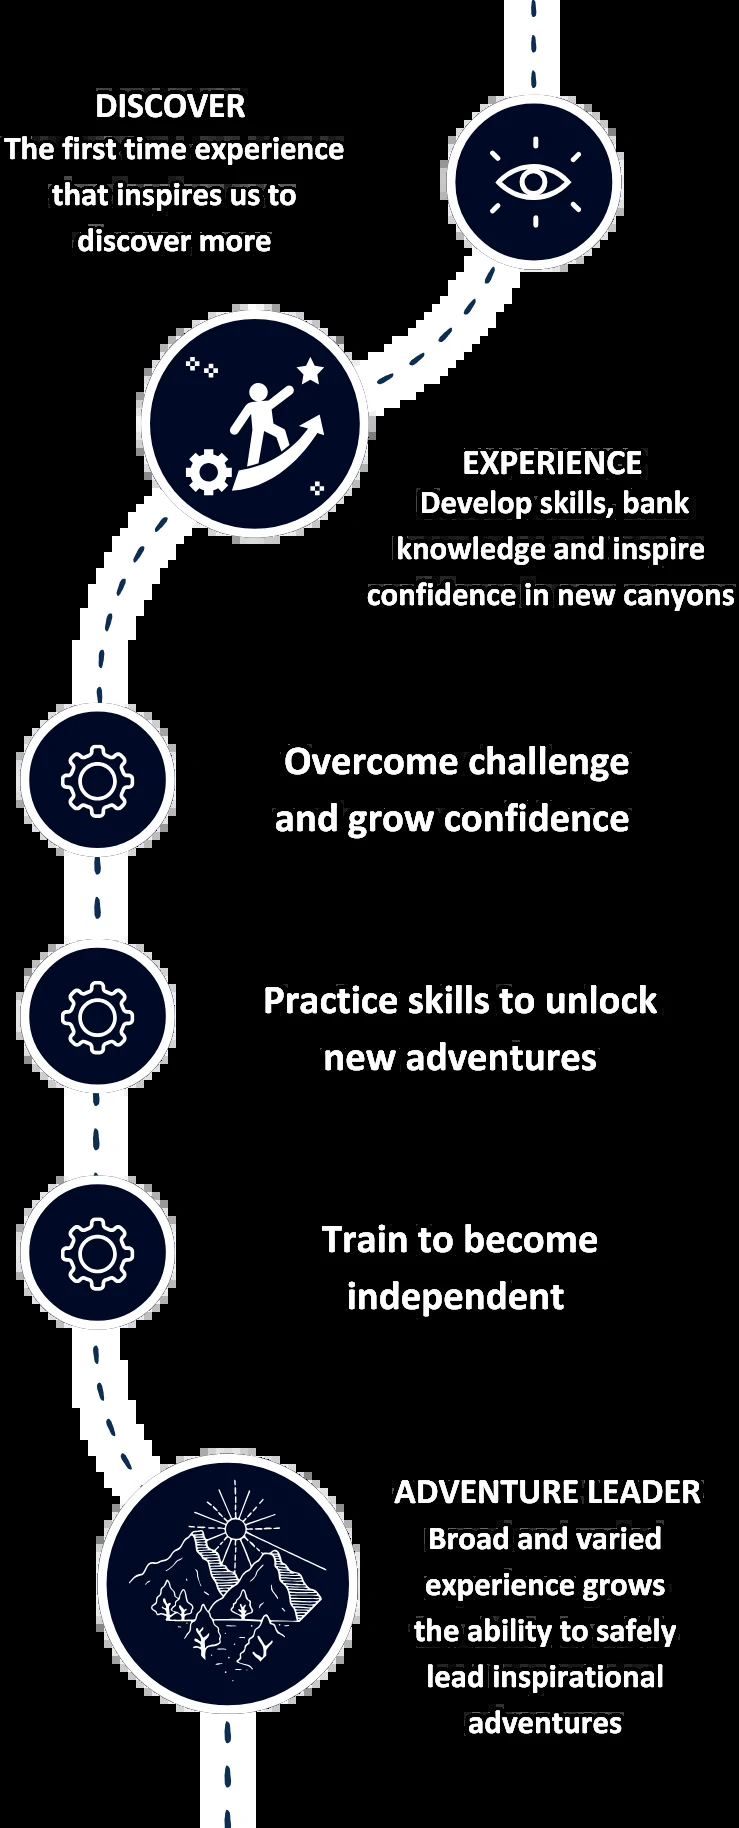 DISCOVER
The first time experience
that inspires us to
discover more
EXPERIENCE
Develop skills, bank
knowledge and inspire
confidence in new canyons
Overcome challenge
and grow confidence
Practice skills to unlock
new adventures
Train to become
independent
ADVENTURE LEADER
Broad and varied
experience grows
the ability to safely
lead inspirational
adventures